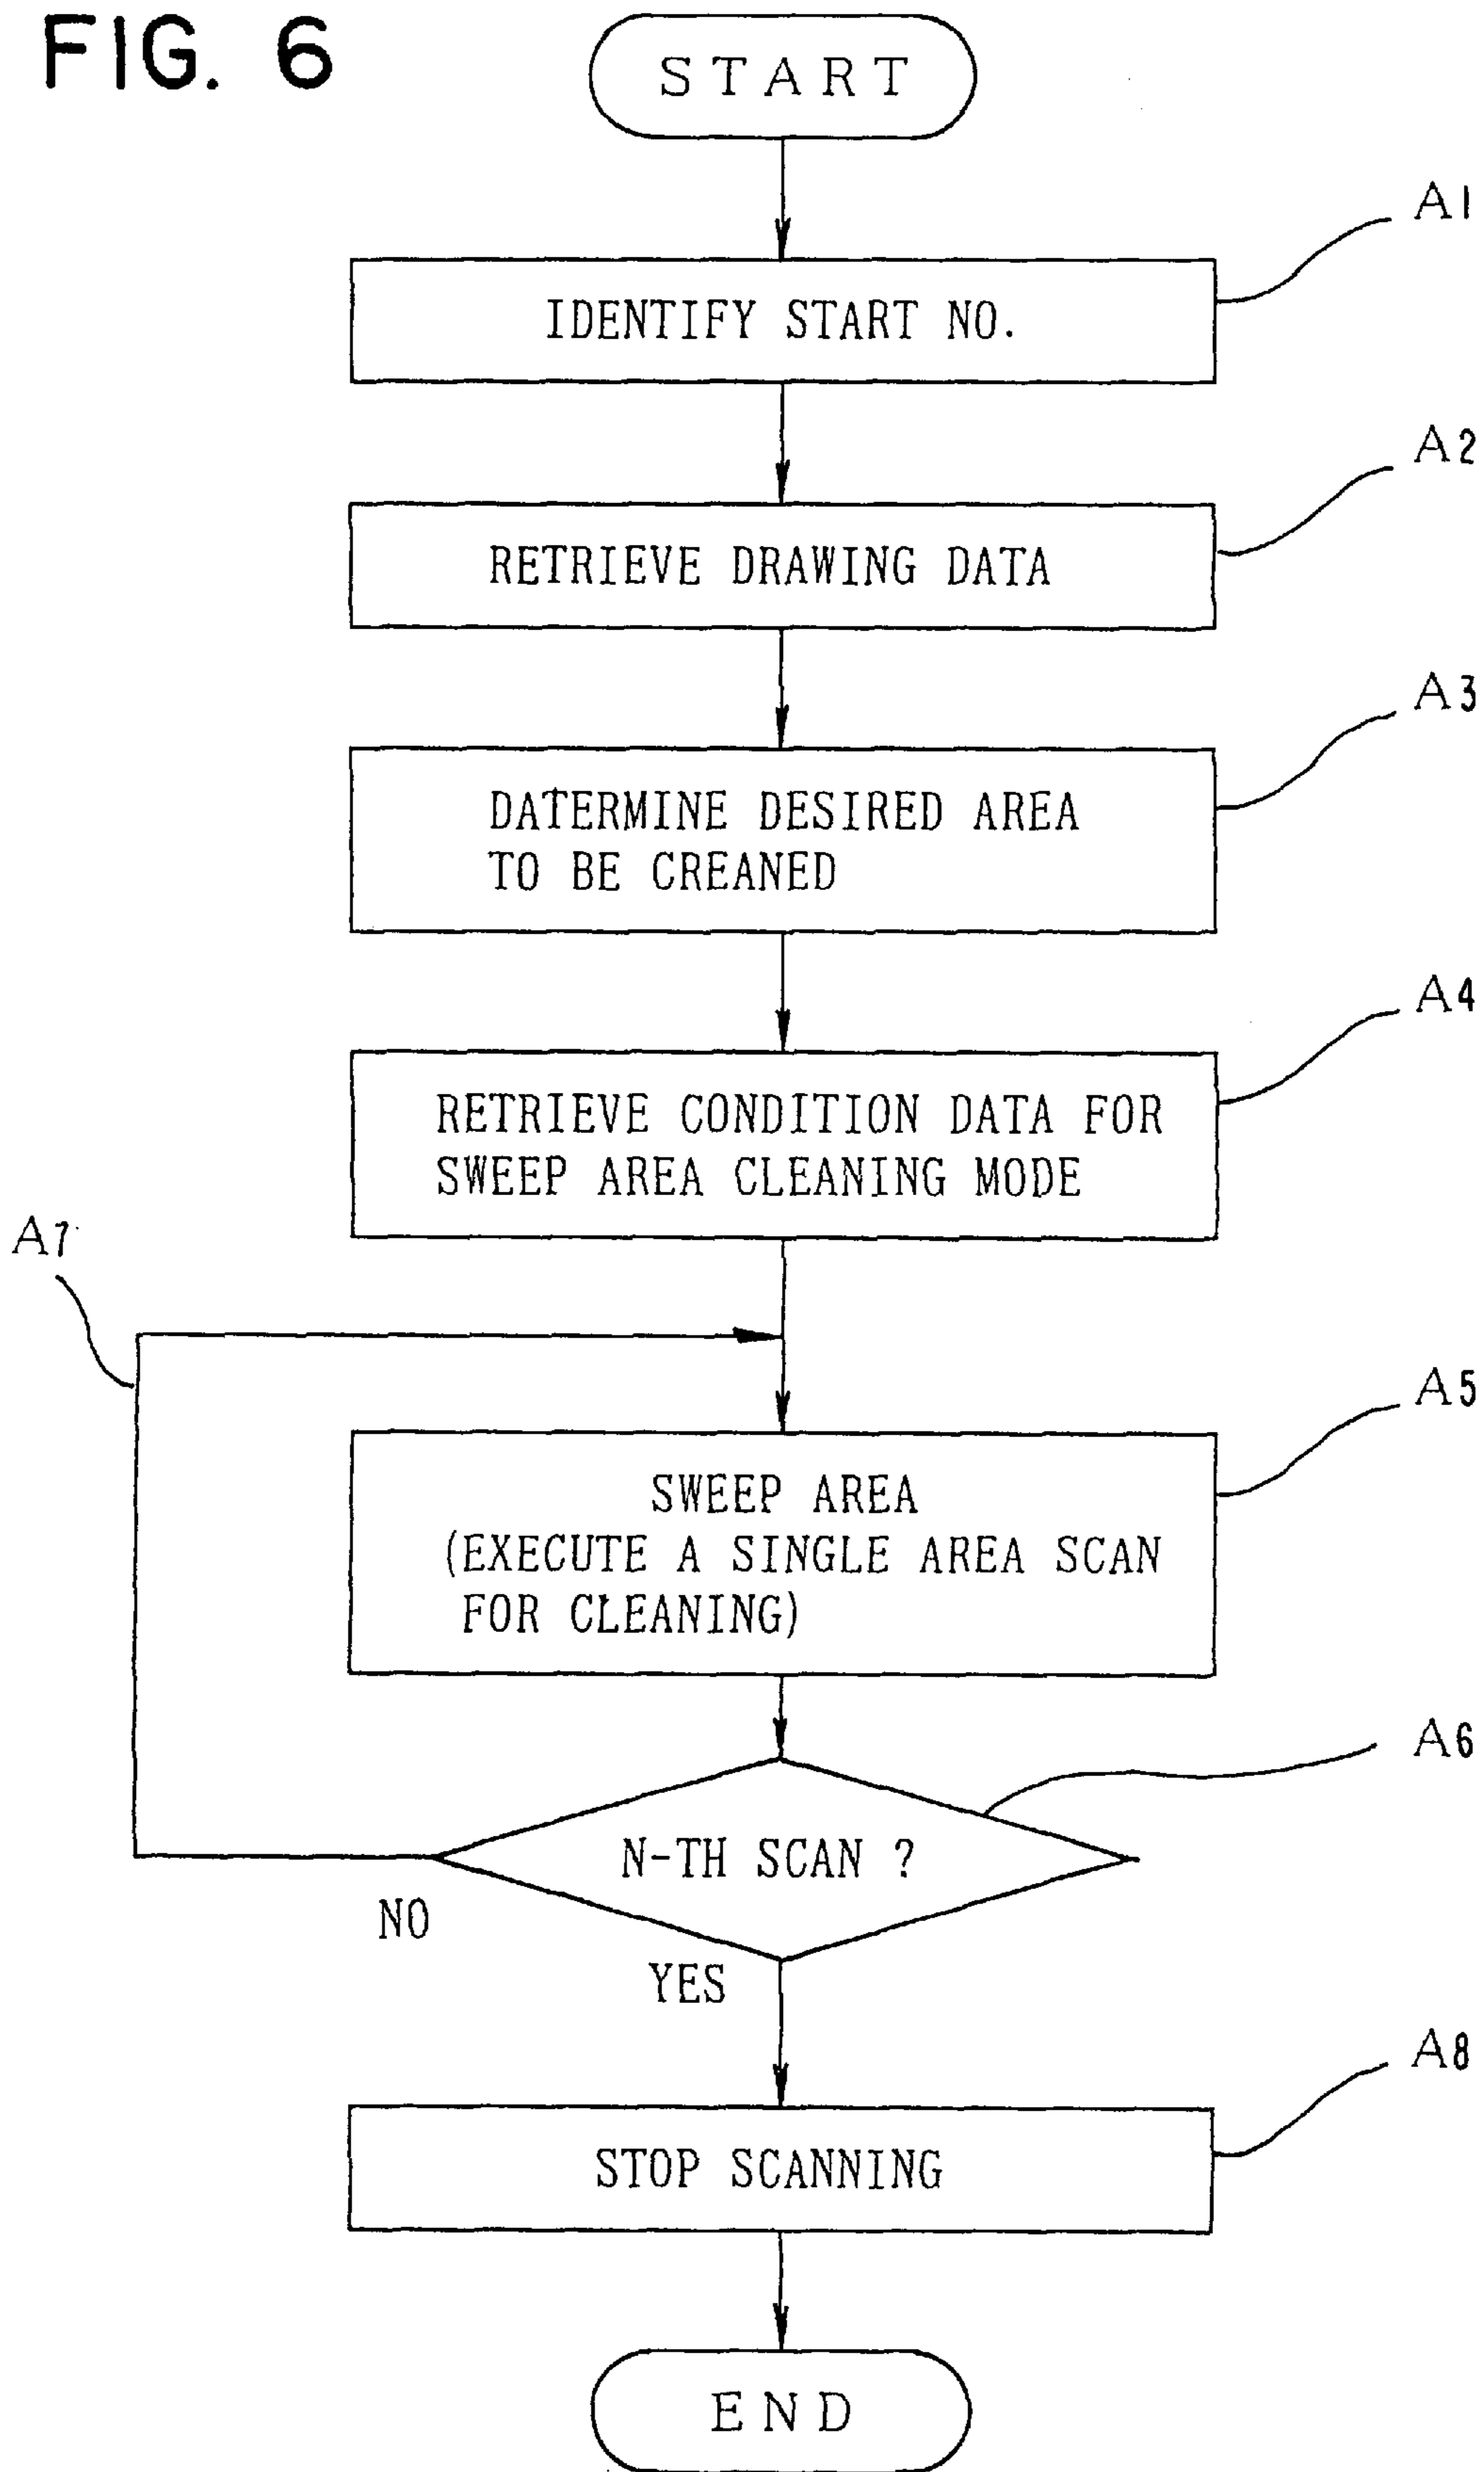 FIG. 6
START
A1
IDENTIFY START NO.
A2
RETRIEVE DRAWING DATA
A3
DATERMINE DESIRED AREA
TO BE CREANED
A4
RETRIEVE CONDITION DATA FOR
SWEEP AREA CLEANING MODE
A7
A5
SWEEP AREA
(EXECUTE A SINGLE AREA SCAN
FOR CLEANING)
A6
N-TH SCAN ?
NO
YES
A8
STOP SCANNING
END